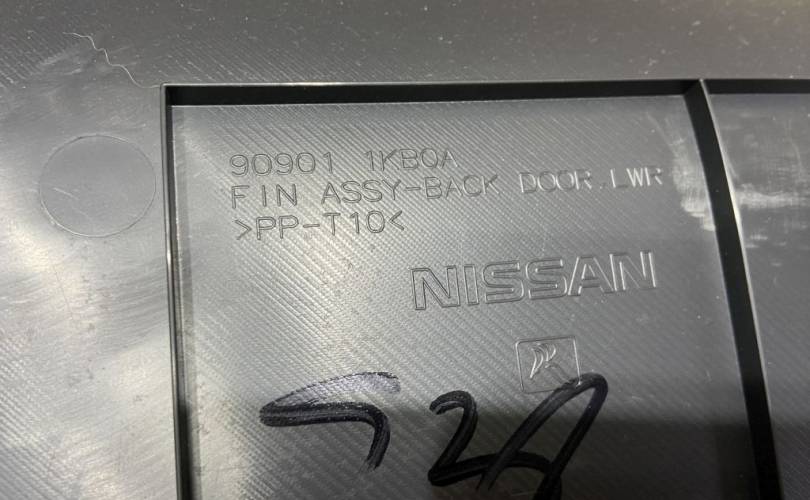 90901 1KB0A
FIN ASSY-BACK DOOR.LWR
>PP-T10<
NISSAN